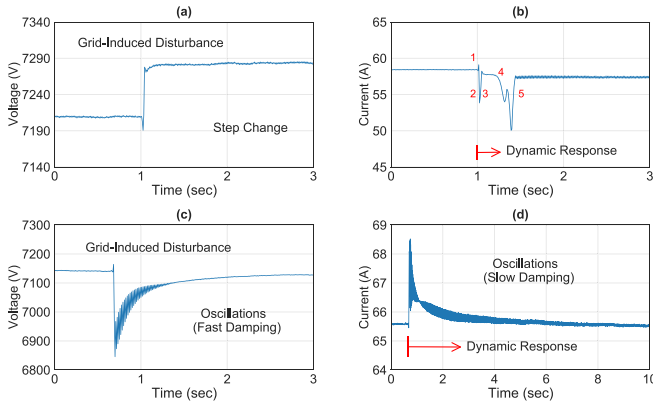 (a)
7340
7290
7240
7190
7140
Voltage (V)
Grid-Induced Disturbance
Step Change
0
1
2
3
Time (sec)
(b)
65
60
55
50
45
Current (A)
1
2
3
4
5
Dynamic Response
0
1
2
3
Time (sec)
(c)
7300
7200
7100
7000
6900
6800
Voltage (V)
Grid-Induced Disturbance
Oscillations
(Fast Damping)
0
1
2
3
Time (sec)
(d)
69
68
67
66
65
64
Current (A)
Oscillations
(Slow Damping)
Dynamic Response
0
2
4
6
8
10
Time (sec)